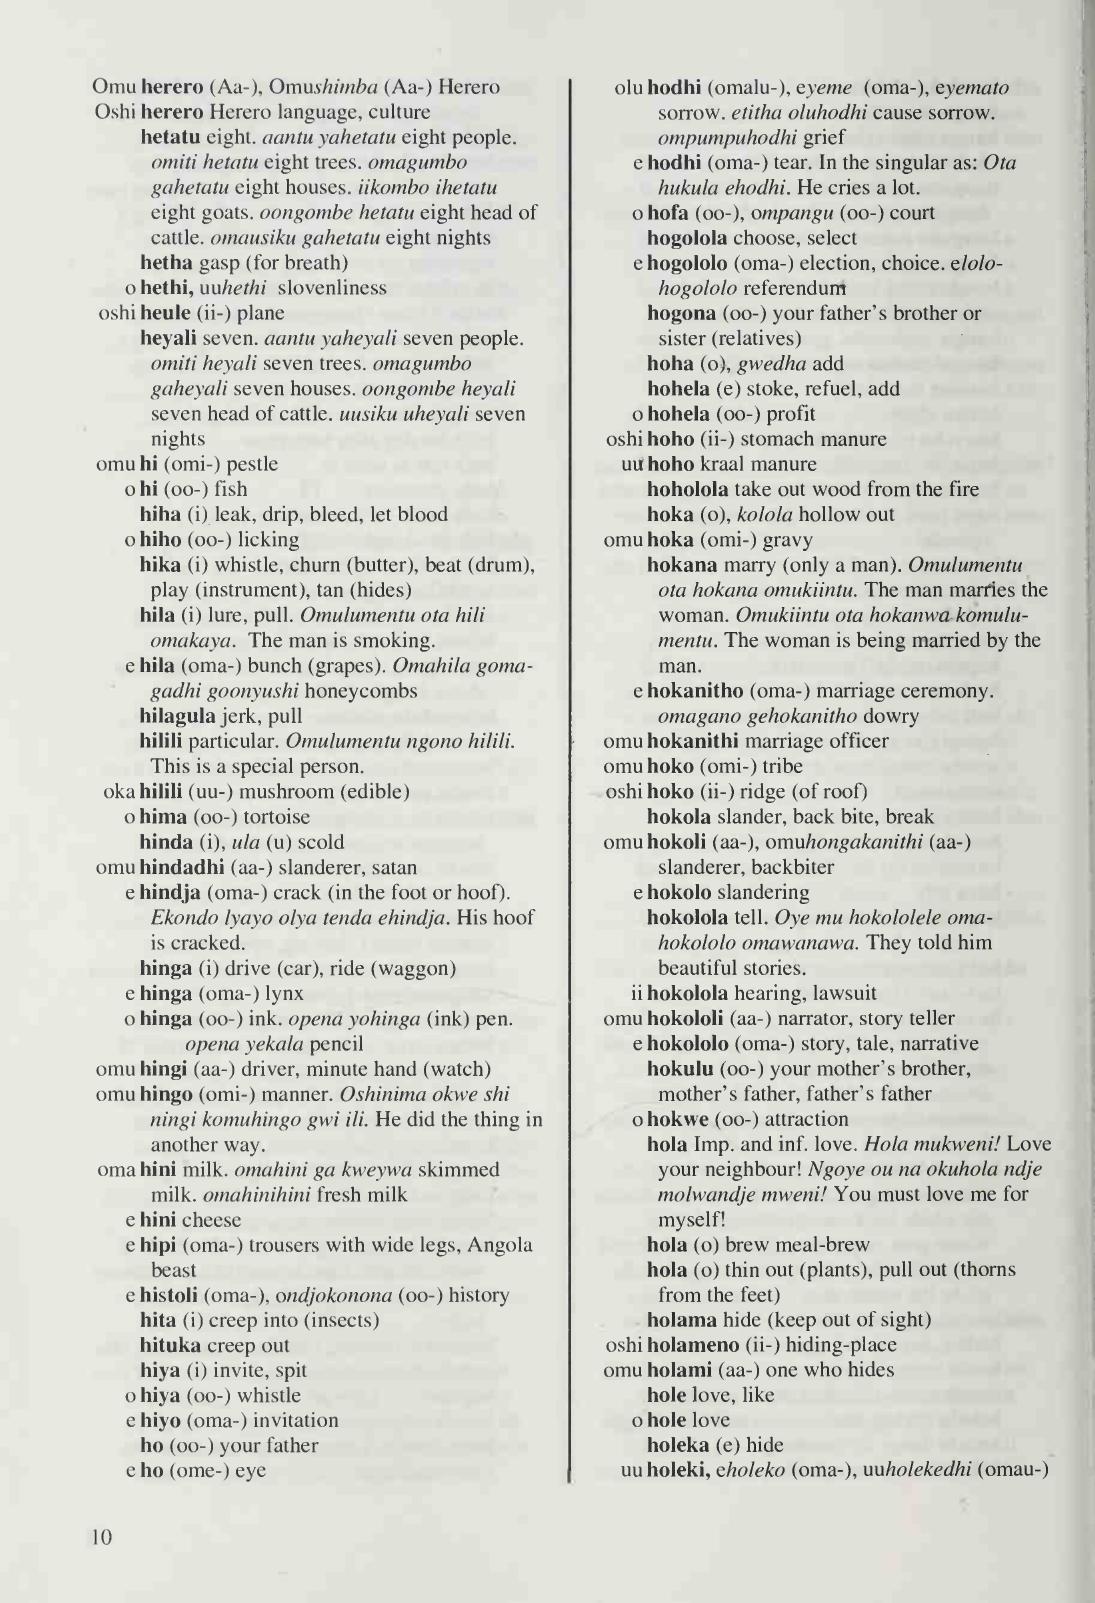 Omu herero (Aa-), Omushimba (Aa-) Herero
Oshi herero Herero language, culture
hetatu eight. aantu yahetatu eight people.
omiti hetatu eight trees. omagumbo
gahetatu eight houses. iikombo ihetatu
eight goats. oongombe hetatu eight head of
cattle. omausiku gahetatu eight nights
hetha gasp (for breath)
o hethi, uuhethi slovenliness
oshi heule (ii-) plane
heyali seven. aantu yaheyali seven people.
omiti heyali seven trees. omagumbo
gaheyali seven houses. oongombe heyali
seven head of cattle. uusiku uheyali seven
nights
omu hi (omi-) pestle
o hi (oo-) fish
hiha (i) leak, drip, bleed, let blood
o hiho (oo-) licking
hika (i) whistle, churn (butter), beat (drum),
play (instrument), tan (hides)
hila (i) lure, pull. Omulumentu ota hili
omakaya. The man is smoking.
e hila (oma-) bunch (grapes). Omahila goma-
gadhi goonyushi honeycombs
hilagula jerk, pull
hilili particular. Omulumentu ngono hilili.
This is a special person.
oka hilili (uu-) mushroom (edible)
o hima (oo-) tortoise
hinda (i), ula (u) scold
omu hindadhi (aa-) slanderer, satan
e hindja (oma-) crack (in the foot or hoof).
Ekondo lyayo olya tenda ehindja. His hoof
is cracked.
hinga (i) drive (car), ride (waggon)
e hinga (oma-) lynx
o hinga (oo-) ink. opena yohinga (ink) pen.
opena yekala pencil
omu hingi (aa-) driver, minute hand (watch)
omu hingo (omi-) manner. Oshinima okwe shi
ningi komuhingo gwi ili. He did the thing in
another way.
oma hini milk. omahini ga kweywa skimmed
milk. omahinihini fresh milk
e hini cheese
e hipi (oma-) trousers with wide legs, Angola
beast
e histoli (oma-), ondjokonona (oo-) history
hita (i) creep into (insects)
hituka creep out
hiya (i) invite, spit
o hiya (oo-) whistle
e hiyo (oma-) invitation
ho (oo-) your father
e ho (ome-) eye
olu hodhi (omalu-), eyeme (oma-), eyemato
sorrow. etitha oluhodhi cause sorrow.
ompumpuhodhi grief
e hodhi (oma-) tear. In the singular as: Ota
hukula ehodhi. He cries a lot.
o hofa (oo-), ompangu (oo-) court
hogolola choose, select
e hogololo (oma-) election, choice. elolo-
hogololo referendum
hogona (oo-) your father's brother or
sister (relatives)
hoha (o), gwedha add
hohela (e) stoke, refuel, add
o hohela (oo-) profit
oshi hoho (ii-) stomach manure
uu hoho kraal manure
hoholola take out wood from the fire
hoka (o), kolola hollow out
omu hoka (omi-) gravy
hokana marry (only a man). Omulumentu
ota hokana omukiintu. The man marries the
woman. Omukiintu ota hokanwa komulu-
mentu. The woman is being married by the
man.
e hokanitho (oma-) marriage ceremony.
omagano gehokanitho dowry
omu hokanithi marriage officer
omu hoko (omi-) tribe
oshi hoko (ii-) ridge (of roof)
hokola slander, back bite, break
omu hokoli (aa-), omuhongakanithi (aa-)
slanderer, backbiter
e hokolo slandering
hokolola tell. Oye mu hokololele oma-
hokololo omawanawa. They told him
beautiful stories.
ii hokolola hearing, lawsuit
omu hokololi (aa-) narrator, story teller
e hokololo (oma-) story, tale, narrative
hokulu (oo-) your mother's brother,
mother's father, father's father
o hokwe (oo-) attraction
hola Imp. and inf. love. Hola mukweni! Love
your neighbour! Ngoye ou na okuhola ndje
molwandje mweni! You must love me for
myself!
hola (o) brew meal-brew
hola (o) thin out (plants), pull out (thorns
from the feet)
holama hide (keep out of sight)
oshi holameno (ii-) hiding-place
omu holami (aa-) one who hides
hole love, like
o hole love
holeka (e) hide
uu holeki, eholeko (oma-), uuholekedhi (omau-)
10